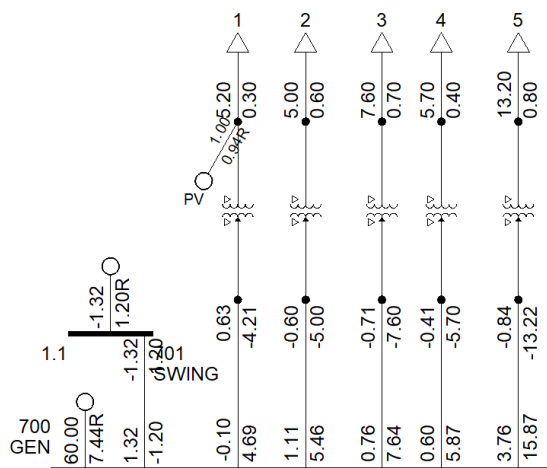 1 2 3 4 5
5.20 0.30 5.00 0.60 7.60 0.70 5.70 0.40 13.20 0.80
1.00 0.94R
PV
-1.32 1.20R
0.63 -4.21 -0.60 -5.00 -0.71 -7.60 -0.41 -5.70 -0.84 -13.22
1.1 -1.32 1.20 701
SWING
700
GEN
60.00 7.44R 1.32 -1.20 -0.10 4.69 1.11 5.46 0.76 7.64 0.60 5.87 3.76 15.87